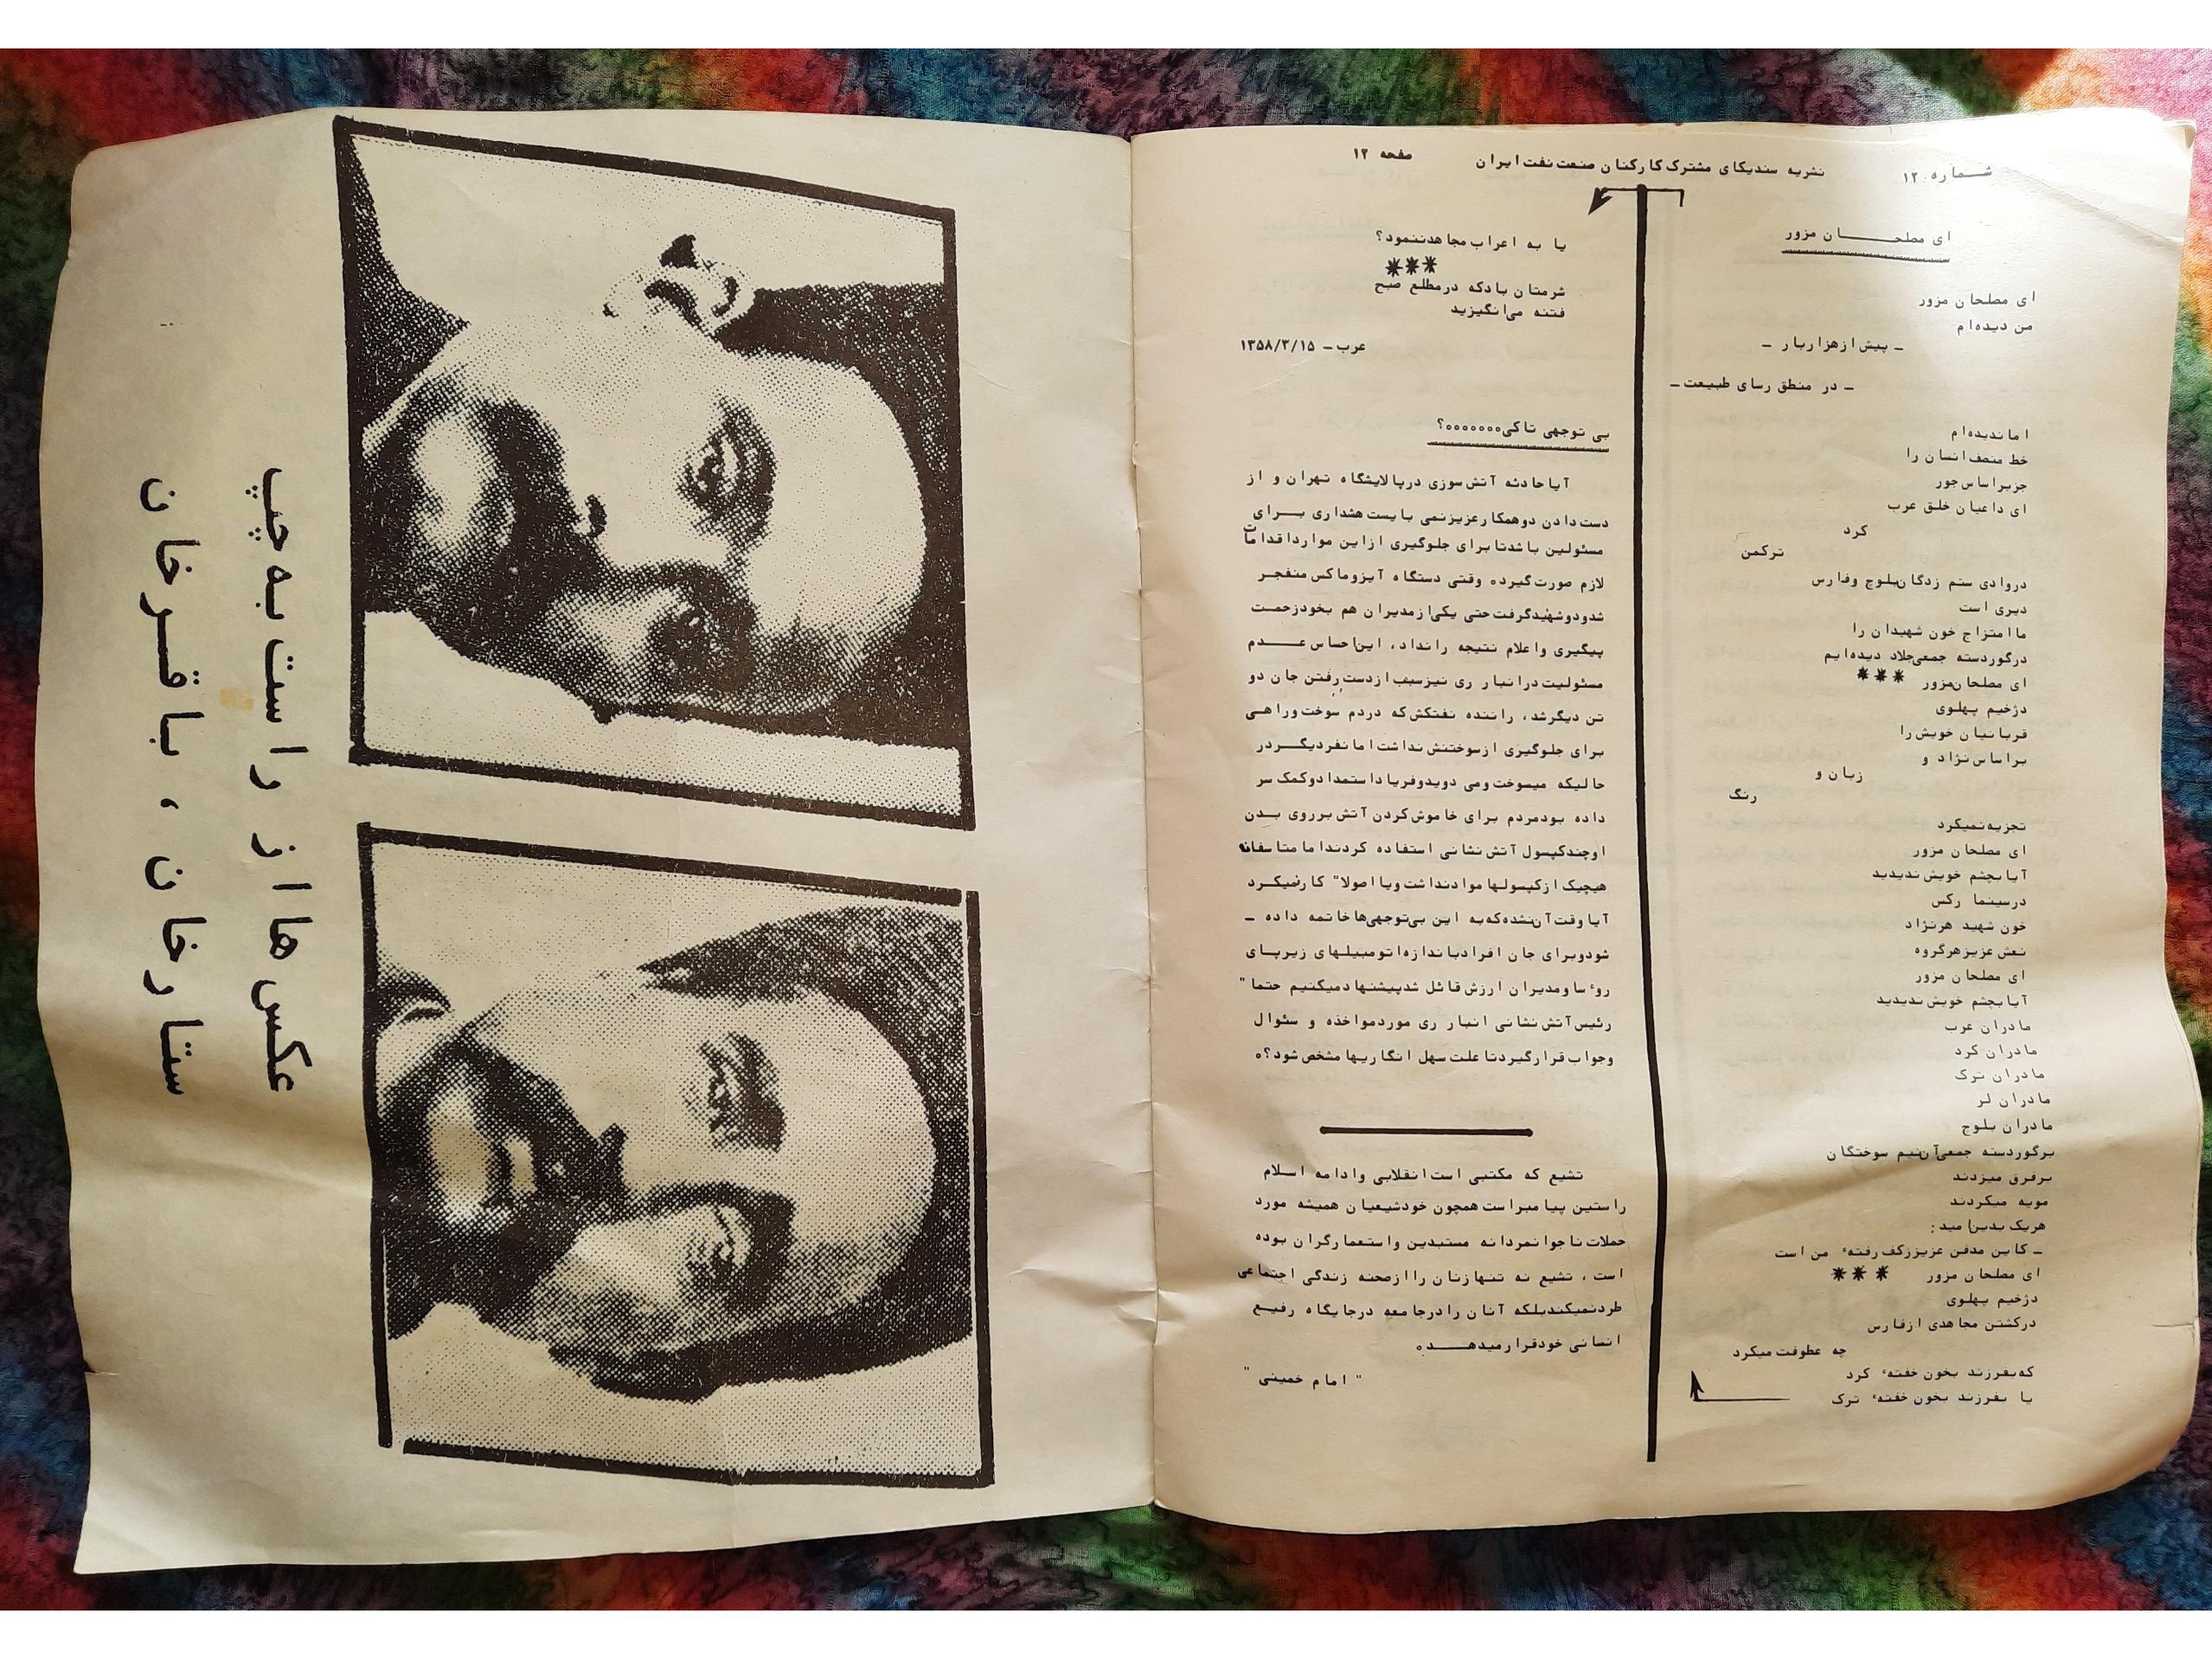 شماره ۱۲ نشریه سندیکای مشترک کارکنان صنعت نفت ایران صفحه ۱۲
ای مصلحان مزور
ای مصلحان مزور
من دیده‌ام
ـ پیش از هزار بار ـ
ـ در منطق رسای طبیعت ـ
اما ندیده‌ام
خط منصف انسان را
جز بر اساس جور
ای داعیان خلق عرب
کرد
ترکمن
در وادی ستم زدگان بلوچ و فارس
دیری است
ما امتزاج خون شهیدان را
در گور دسته جمعی جلاد دیده‌ایم
***
ای مصلحان مزور
دژخیم پهلوی
قربانیان خویش را
بر اساس نژاد و
زبان و
رنگ
تجزیه نمیکرد
ای مصلحان مزور
آیا بچشم خویش ندیدید
در سینما رکس
خون شهید هر نژاد
نعش عزیز هر گروه
ای مصلحان مزور
آیا بچشم خویش ندیدید
مادران عرب
مادران کرد
مادران ترک
مادران لر
مادران بلوچ
بر گور دسته جمعی آن نیم سوختگان
بر فرق میزدند
مویه میکردند
هریک بدین امید :
ـ کاین مدفن عزیز ز کف رفتهٔ من است
***
ای مصلحان مزور
دژخیم پهلوی
در کشتن مجاهدی از فارس
چه عطوفت میکرد
که بفرزند بخون خفتهٔ کرد
یا بفرزند بخون خفتهٔ ترک
یا به اعراب مجاهد ننمود؟
***
شرمتان باد که در مطلع صبح
فتنه می‌انگیزید
عرب ـ ۱۳۵۸/۳/۱۵
بی توجهی تاکی۰۰۰۰۰۰۰؟
آیا حادثه آتش سوزی در پالایشگاه تهران و از
دست دادن دو همکار عزیز نمی بایست هشداری برای
مسئولین باشد تا برای جلوگیری از این موارد اقدامات
لازم صورت گیرد۰ وقتی دستگاه آیزوماکس منفجر
شد و دو شهید گرفت حتی یکی از مدیران هم بخود زحمت
پیگیری و اعلام نتیجه را نداد، این احساس عدم
مسئولیت در انبار ری نیز سبب از دست رفتن جان دو
تن دیگر شد، راننده نفتکش که در دم سوخت و راهی
برای جلوگیری از سوختنش نداشت اما نفر دیگر در
حالیکه میسوخت و می دوید و فریاد استمداد و کمک سر
داده بود مردم برای خاموش کردن آتش بر روی بدن
او چند کپسول آتش نشانی استفاده کردند اما متاسفانه
هیچیک از کپسولها مواد نداشت و یا اصولا" کار نمیکرد
آیا وقت آن نشده که به این بی‌توجهی‌ها خاتمه داده ـ
شود و برای جان افراد باندازه اتومبیلهای زیر پای
روٴسا و مدیران ارزش قائل شد پیشنهاد میکنیم حتما"
رئیس آتش نشانی انبار ری مورد مواخذه و سئوال
و جواب قرار گیرد تا علت سهل انگاریها مشخص شود؟۰
تشیع که مکتبی است انقلابی و ادامه اسلام
راستین پیامبر است همچون خود شیعیان همیشه مورد
حملات ناجوانمردانه مستبدین و استعمارگران بوده
است ، تشیع نه تنها زنان را از صحنه زندگی اجتماعی
طرد نمیکند بلکه آنان را در جامعه در جایگاه رفیع
انسانی خود قرار میدهد۰
" امام خمینی "
عکس ها از راست به چپ
ستارخان ، باقرخان